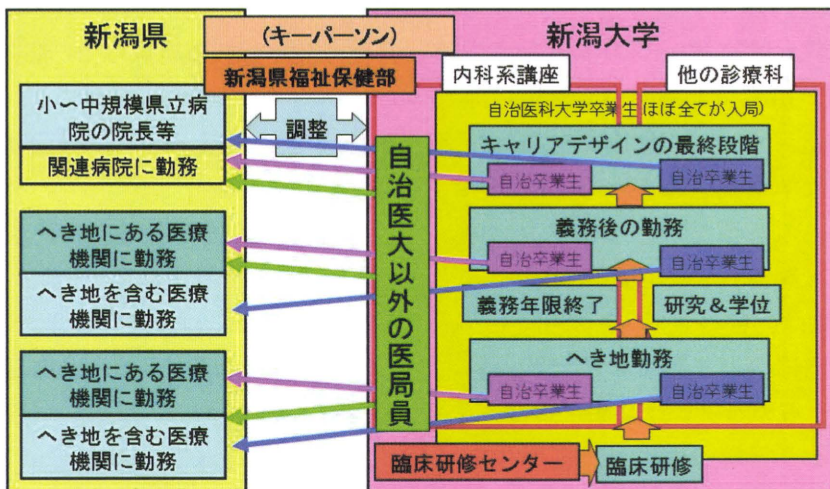 新潟県
(キーパーソン)
新潟大学
新潟県福祉保健部
内科系講座
他の診療科
小～中規模県立病
院の院長等
調整
自治医科大学卒業生(ほぼ全てが入局)
キャリアデザインの最終段階
関連病院に勤務
自治卒業生
自治卒業生
自治医大以外の医局員
へき地にある医療
機関に勤務
義務後の勤務
自治卒業生
自治卒業生
へき地を含む医療
機関に勤務
義務年限終了
研究&学位
へき地にある医療
機関に勤務
へき地勤務
自治卒業生
自治卒業生
へき地を含む医療
機関に勤務
臨床研修センター
臨床研修